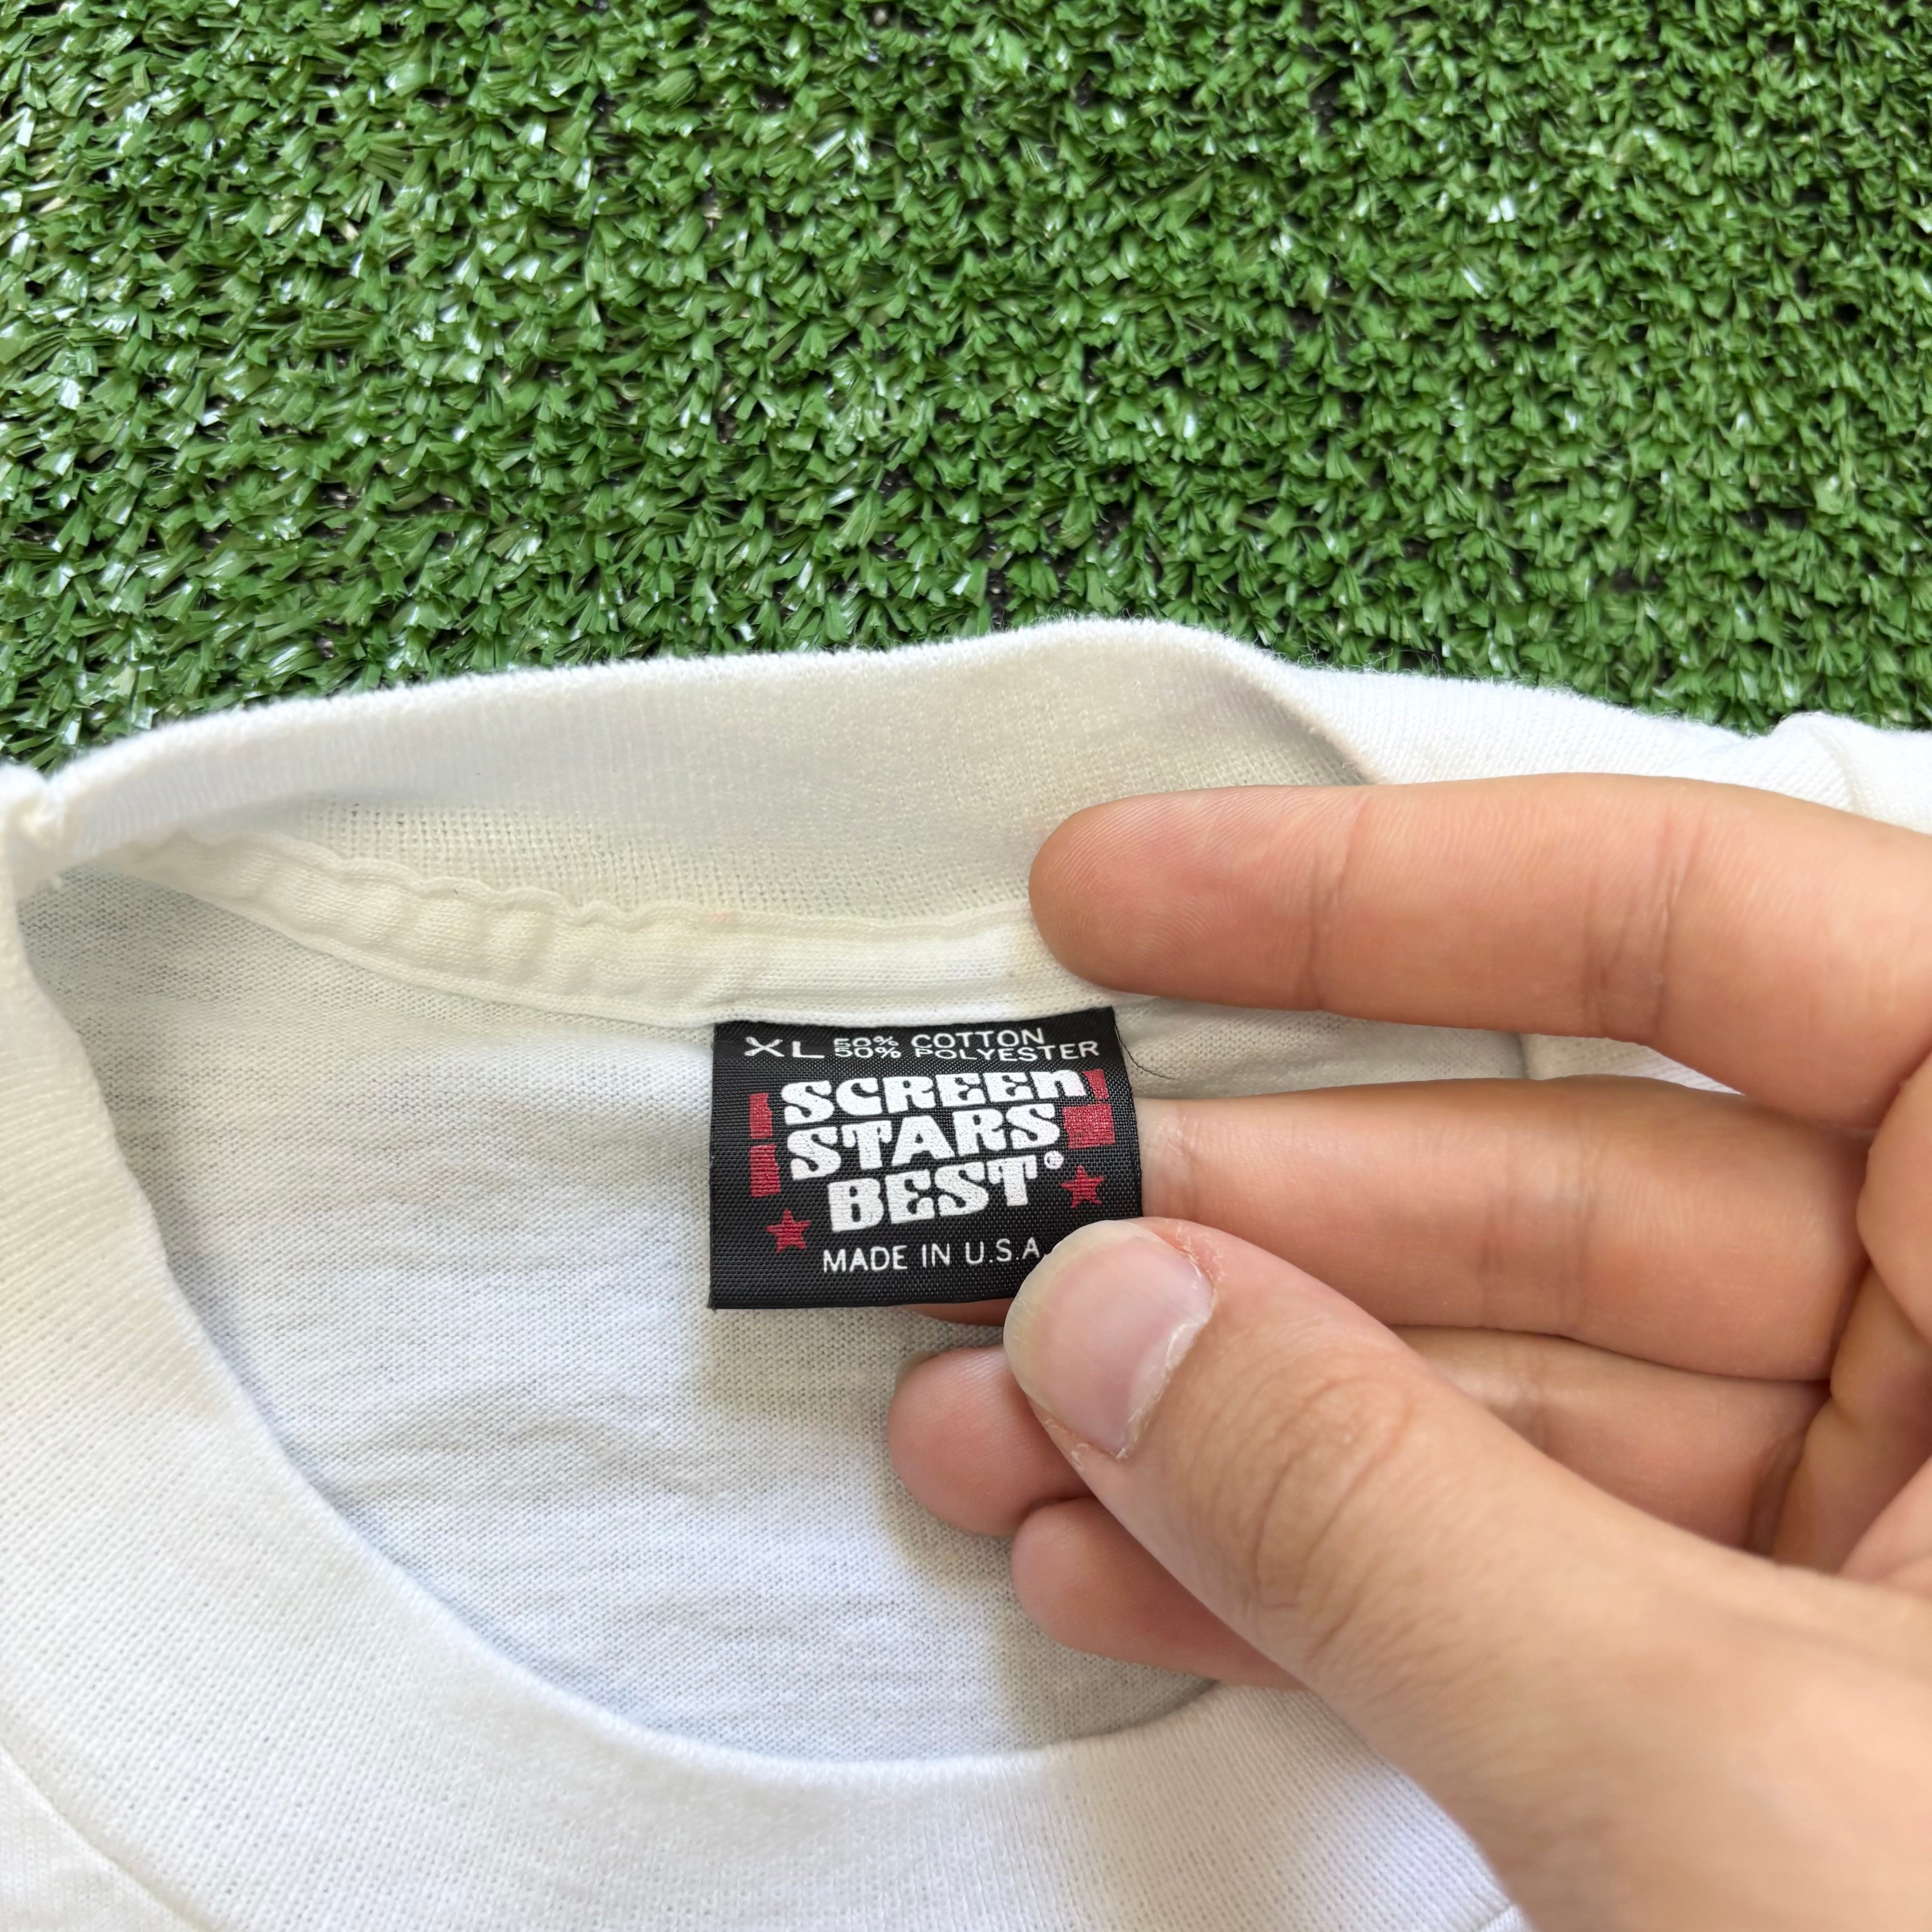 XL 50% COTTON
50% POLYESTER
SCREEn
STARS
BEST®
MADE IN U.S.A.